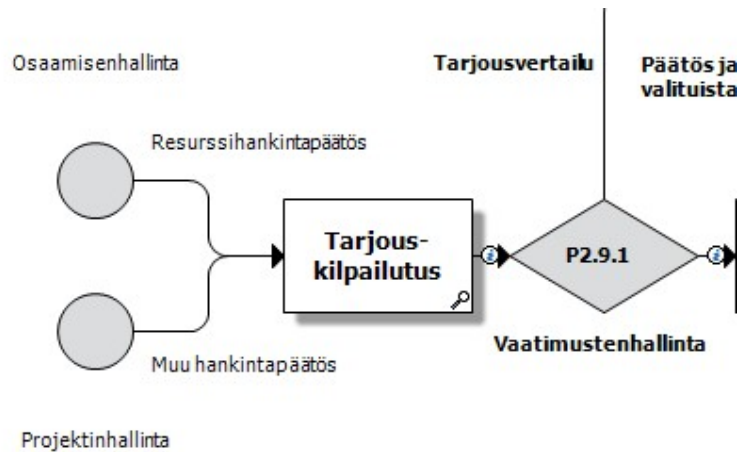 Osaamisenhallinta
Tarjousvertailu
Päätös ja
valituista
Resurssihankintapäätös
Tarjous-
kilpailutus
P2.9.1
Vaatimustenhallinta
Muu hankintapäätös
Projektinhallinta